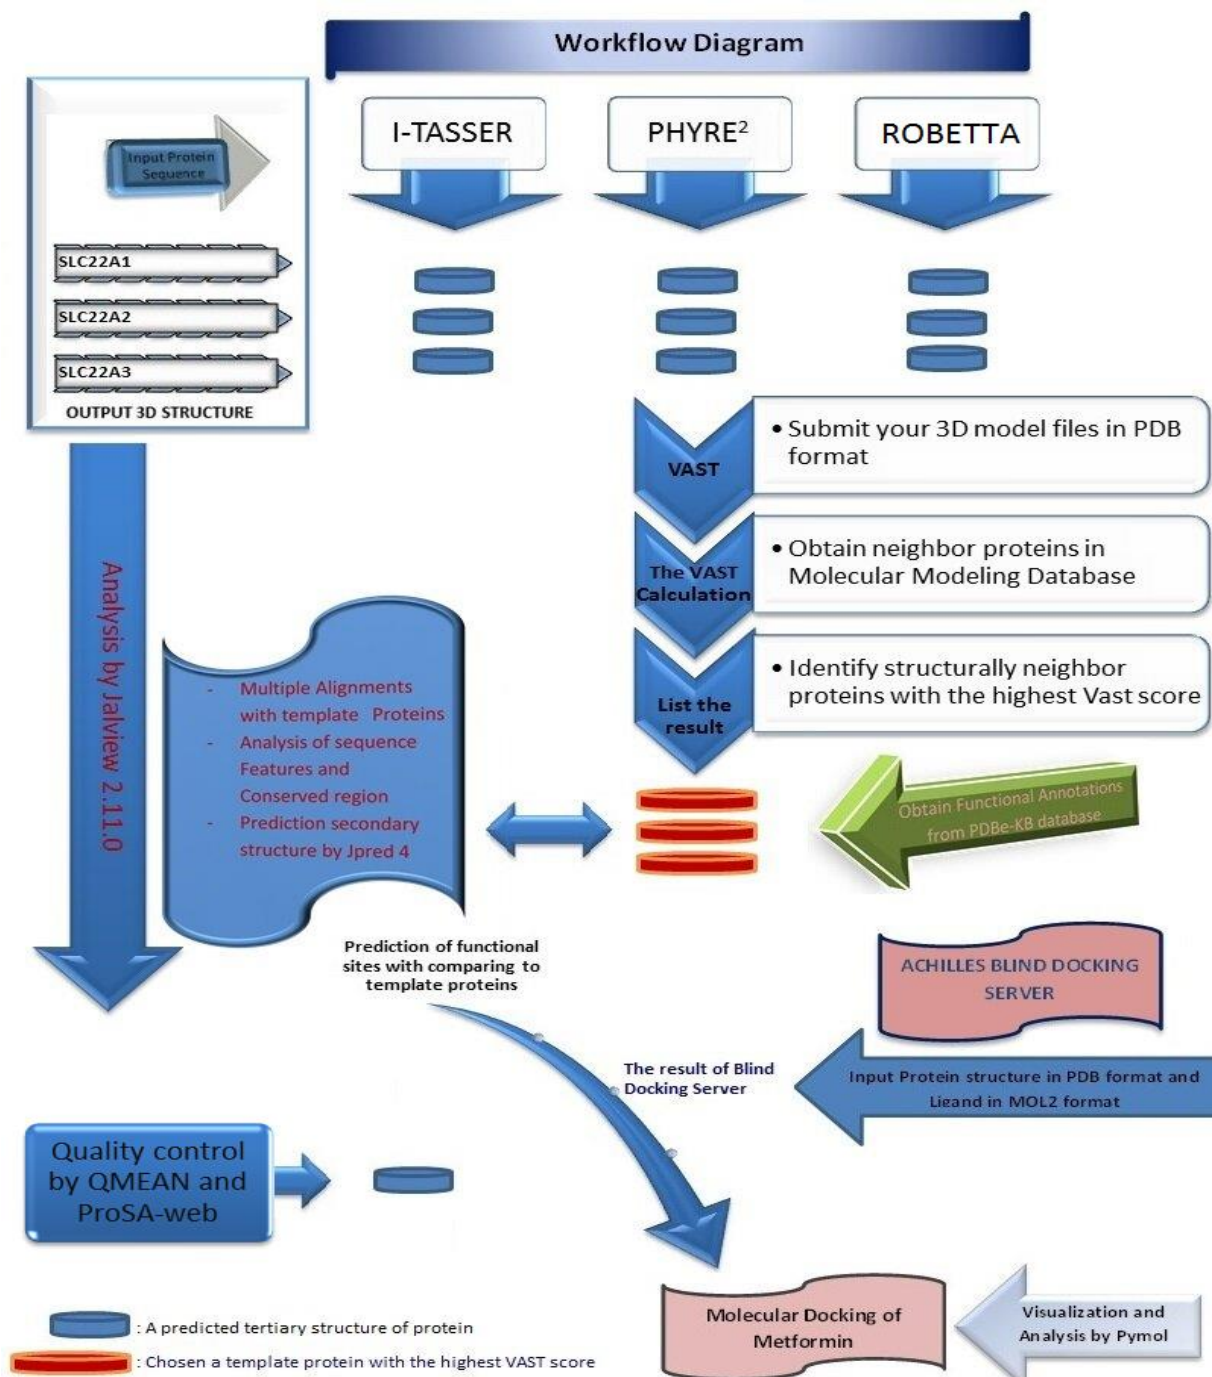 Workflow Diagram
I-TASSER
PHYRE²
ROBETTA
Input Protein
Sequence
SLC22A1
SLC22A2
SLC22A3
OUTPUT 3D STRUCTURE
VAST
• Submit your 3D model files in PDB
format
The VAST
Calculation
• Obtain neighbor proteins in
Molecular Modeling Database
List the
result
• Identify structurally neighbor
proteins with the highest Vast score
Analysis by Jalview 2.11.0
- Multiple Alignments
with template Proteins
- Analysis of sequence
Features and
Conserved region
- Prediction secondary
structure by Jpred 4
Obtain Functional Annotations
from PDBe-KB database
Prediction of functional
sites with comparing to
template proteins
ACHILLES BLIND DOCKING
SERVER
The result of Blind
Docking Server
Input Protein structure in PDB format and
Ligand in MOL2 format
Quality control
by QMEAN and
ProSA-web
Molecular Docking of
Metformin
Visualization and
Analysis by Pymol
: A predicted tertiary structure of protein
: Chosen a template protein with the highest VAST score